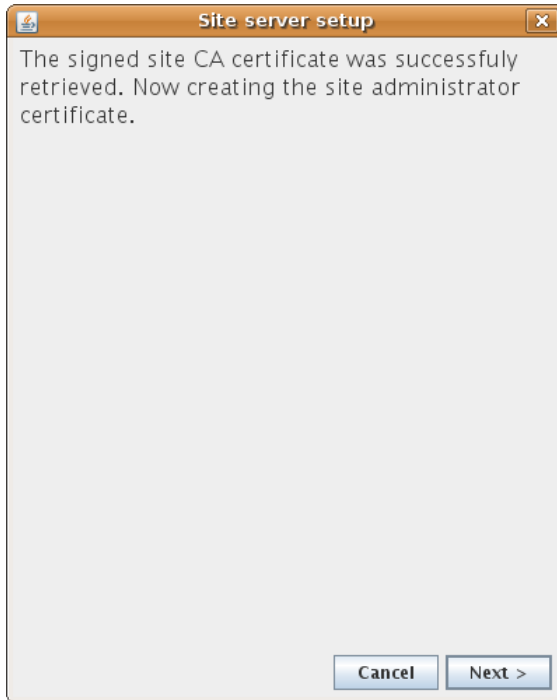 Site server setup
The signed site CA certificate was successfuly
retrieved. Now creating the site administrator
certificate.
Cancel
Next >